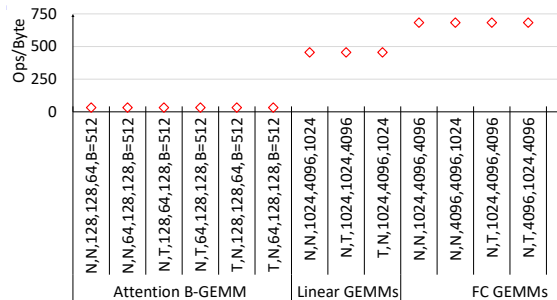 Ops/Byte
750
500
250
0
N,N,128,128,64,B=512
N,N,64,128,128,B=512
N,T,128,64,128,B=512
N,T,64,128,128,B=512
T,N,128,128,64,B=512
T,N,64,128,128,B=512
N,N,1024,4096,1024
N,T,1024,1024,4096
T,N,1024,4096,1024
N,N,1024,4096,4096
N,N,4096,4096,1024
N,T,1024,1024,4096
N,T,4096,1024,4096
Attention B-GEMM
Linear GEMMs
FC GEMMs